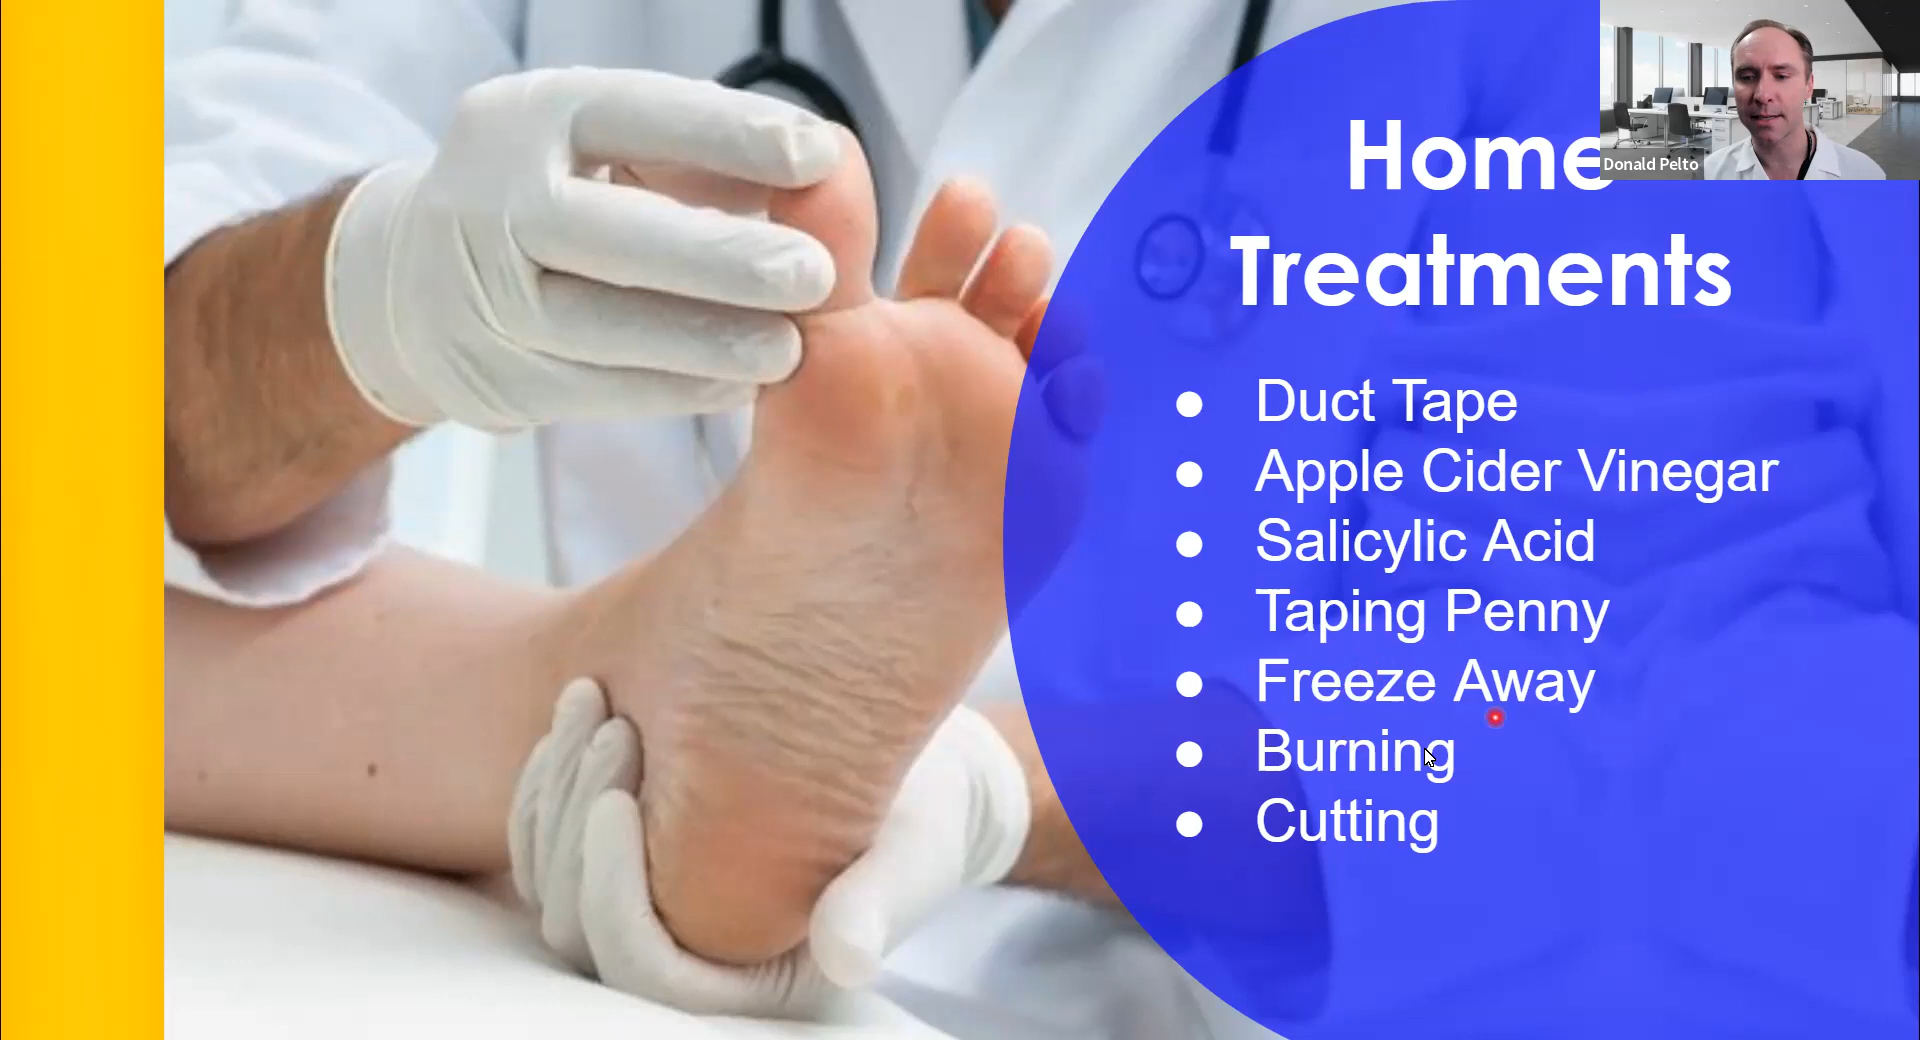 Home
Treatments
Donald Pelto
● Duct Tape
● Apple Cider Vinegar
● Salicylic Acid
● Taping Penny
● Freeze Away
● Burning
● Cutting